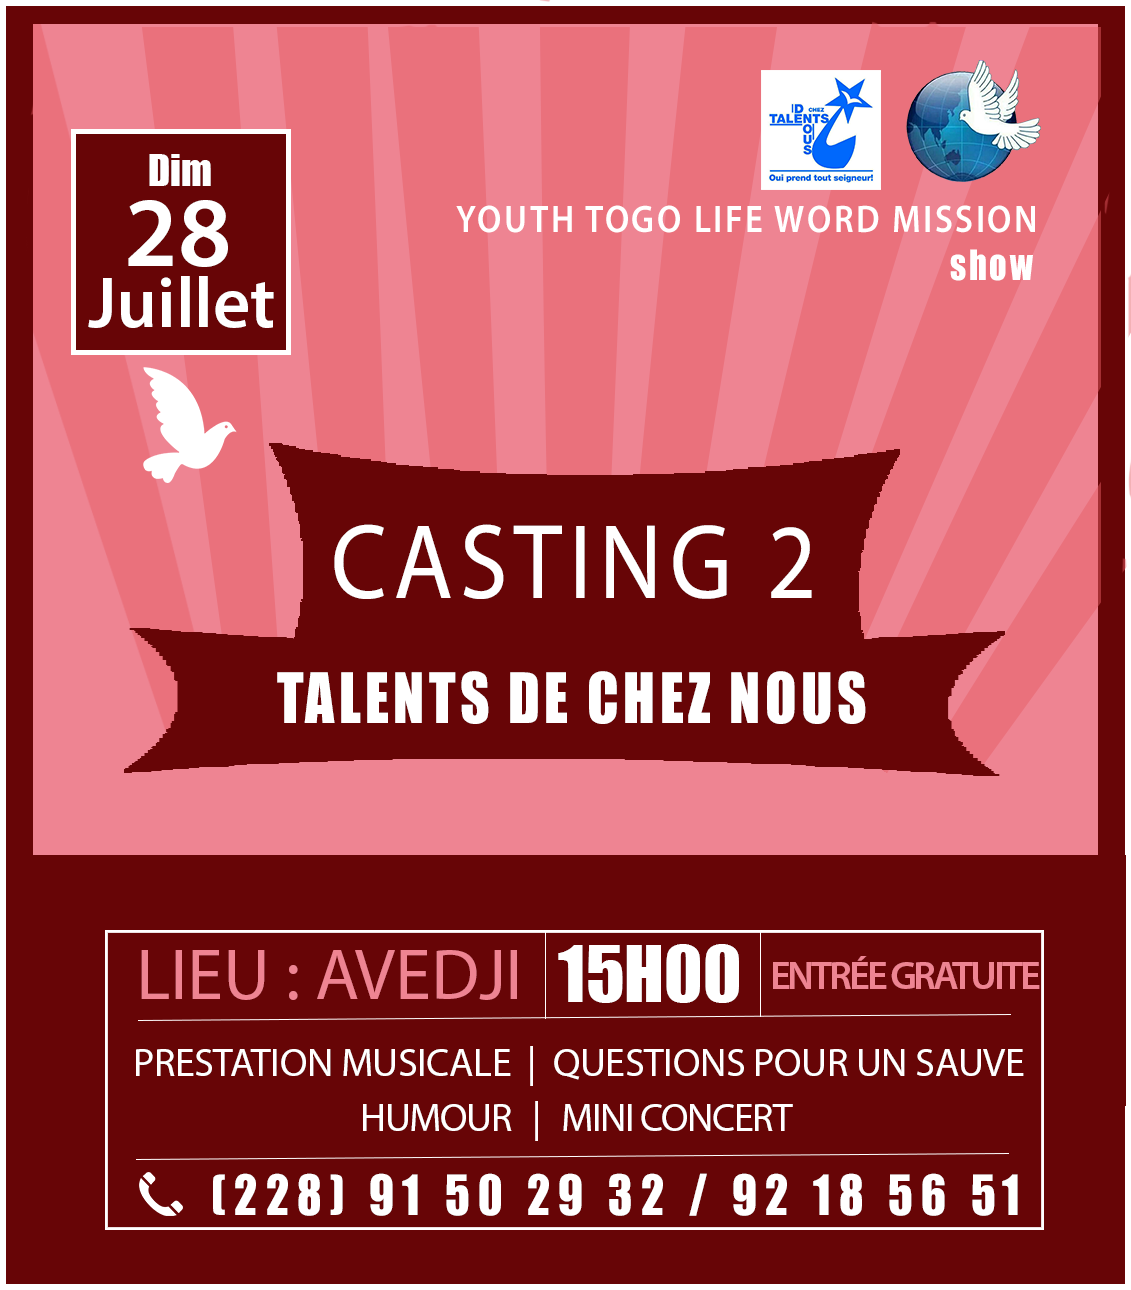 Dim
28
Juillet
D CHEZ
TALENTS
O
U
S
Oui prend tout seigneur!
YOUTH TOGO LIFE WORD MISSION
show
CASTING 2
TALENTS DE CHEZ NOUS
LIEU : AVEDJI
15H00
ENTRÉE GRATUITE
PRESTATION MUSICALE | QUESTIONS POUR UN SAUVE
HUMOUR | MINI CONCERT
(228) 91 50 29 32 / 92 18 56 51